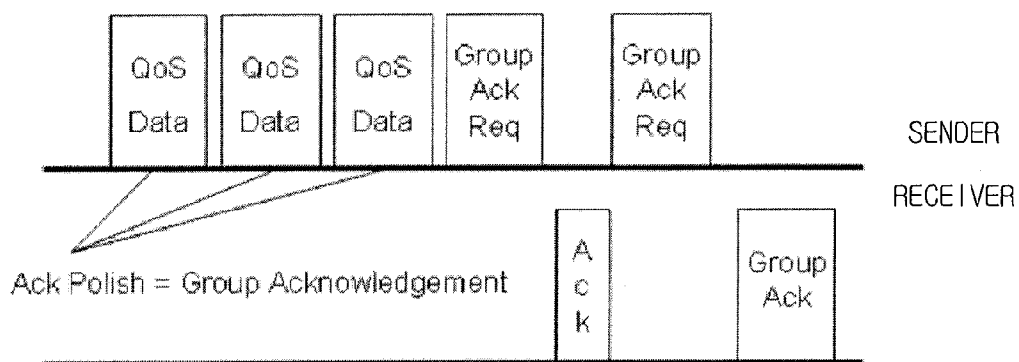 QoS
Data
QoS
Data
QoS
Data
Group
Ack
Req
Group
Ack
Req
SENDER
RECEIVER
Ack Polish = Group Acknowledgement
A
c
k
Group
Ack